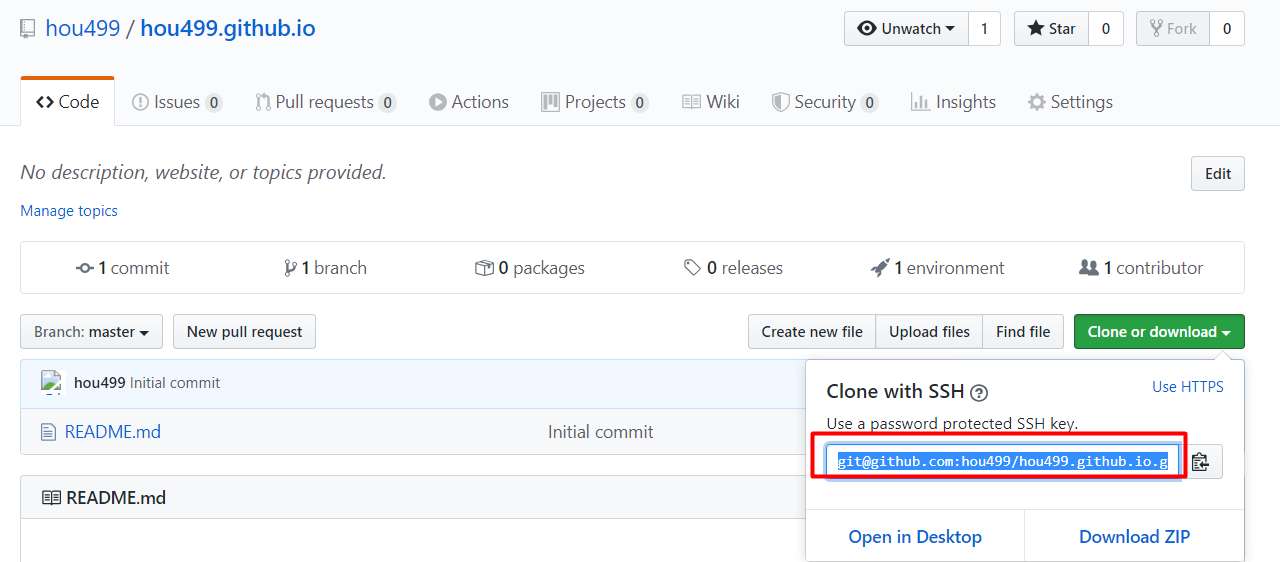 hou499 / hou499.github.io
Unwatch 1 Star 0 Fork 0
Code Issues 0 Pull requests 0 Actions Projects 0 Wiki Security 0 Insights Settings
No description, website, or topics provided. Edit
Manage topics
1 commit 1 branch 0 packages 0 releases 1 environment 1 contributor
Branch: master New pull request Create new file Upload files Find file Clone or download
hou499 Initial commit
Clone with SSH Use HTTPS
Use a password protected SSH key.
README.md Initial commit
git@github.com:hou499/hou499.github.io.g
README.md
Open in Desktop Download ZIP